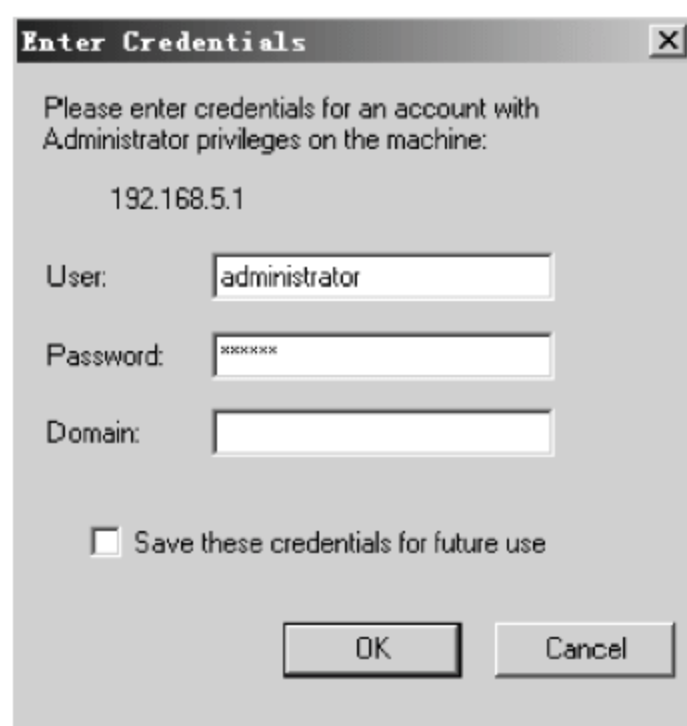 Enter Credentials
Please enter credentials for an account with
Administrator privileges on the machine:
192.168.5.1
User: administrator
Password: ******
Domain:
Save these credentials for future use
OK Cancel